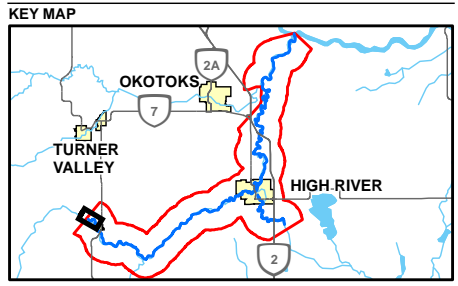 KEY MAP
2A
OKOTOKS
7
TURNER
VALLEY
HIGH RIVER
2